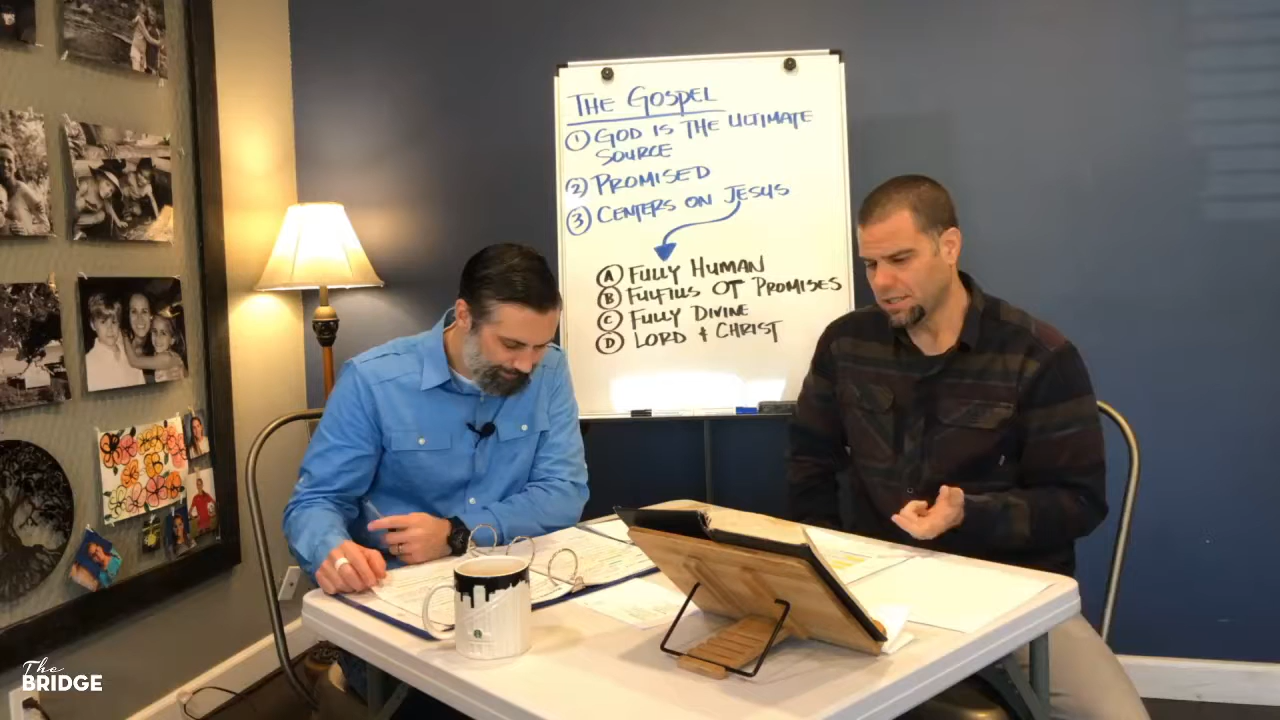 THE GOSPEL
① GOD IS THE ULTIMATE
SOURCE
② PROMISED
③ CENTERS ON JESUS
Ⓐ FULLY HUMAN
Ⓑ FULFILLS OT PROMISES
Ⓒ FULLY DIVINE
Ⓓ LORD + CHRIST
The
BRIDGE